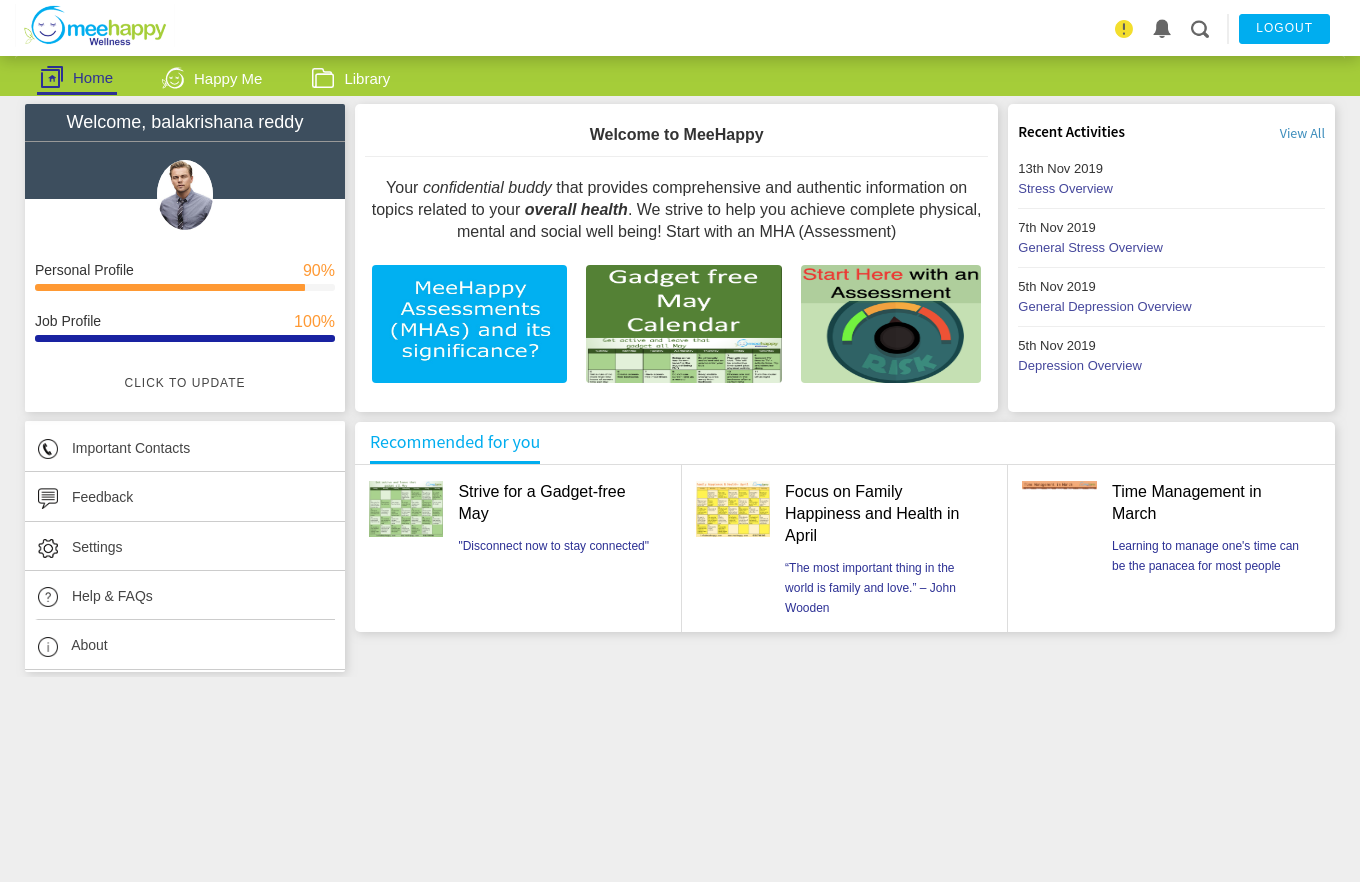 meehappy
Wellness
LOGOUT
Home
Happy Me
Library
Welcome, balakrishana reddy
Personal Profile 90%
Job Profile 100%
CLICK TO UPDATE
Important Contacts
Feedback
Settings
Help & FAQs
About
Welcome to MeeHappy
Your confidential buddy that provides comprehensive and authentic information on
topics related to your overall health. We strive to help you achieve complete physical,
mental and social well being! Start with an MHA (Assessment)
MeeHappy
Assessments
(MHAs) and its
significance?
Gadget free
May
Calendar
Get active and leave that
gadget all May
Start Here with an
Assessment
RISK
Recent Activities View All
13th Nov 2019
Stress Overview
7th Nov 2019
General Stress Overview
5th Nov 2019
General Depression Overview
5th Nov 2019
Depression Overview
Recommended for you
Strive for a Gadget-free
May
"Disconnect now to stay connected"
Focus on Family
Happiness and Health in
April
“The most important thing in the
world is family and love.” – John
Wooden
Time Management in
March
Learning to manage one's time can
be the panacea for most people